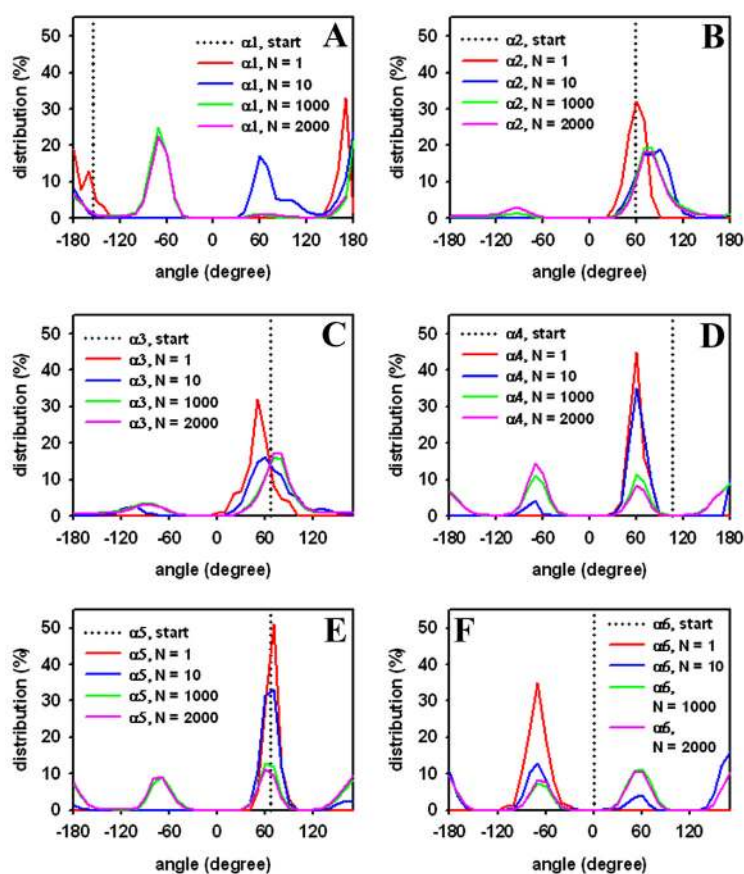 A
50
40
30
20
10
0
distribution (%)
α1, start
α1, N = 1
α1, N = 10
α1, N = 1000
α1, N = 2000
-180 -120 -60 0 60 120 180
angle (degree)
B
50
40
30
20
10
0
distribution (%)
α2, start
α2, N = 1
α2, N = 10
α2, N = 1000
α2, N = 2000
-180 -120 -60 0 60 120 180
angle (degree)
C
50
40
30
20
10
0
distribution (%)
α3, start
α3, N = 1
α3, N = 10
α3, N = 1000
α3, N = 2000
-180 -120 -60 0 60 120
angle (degree)
D
50
40
30
20
10
0
distribution (%)
α4, start
α4, N = 1
α4, N = 10
α4, N = 1000
α4, N = 2000
-180 -120 -60 0 60 120 180
angle (degree)
E
50
40
30
20
10
0
distribution (%)
α5, start
α5, N = 1
α5, N = 10
α5, N = 1000
α5, N = 2000
-180 -120 -60 0 60 120
angle (degree)
F
50
40
30
20
10
0
distribution (%)
α6, start
α6, N = 1
α6, N = 10
α6,
N = 1000
α6,
N = 2000
-180 -120 -60 0 60 120 180
angle (degree)